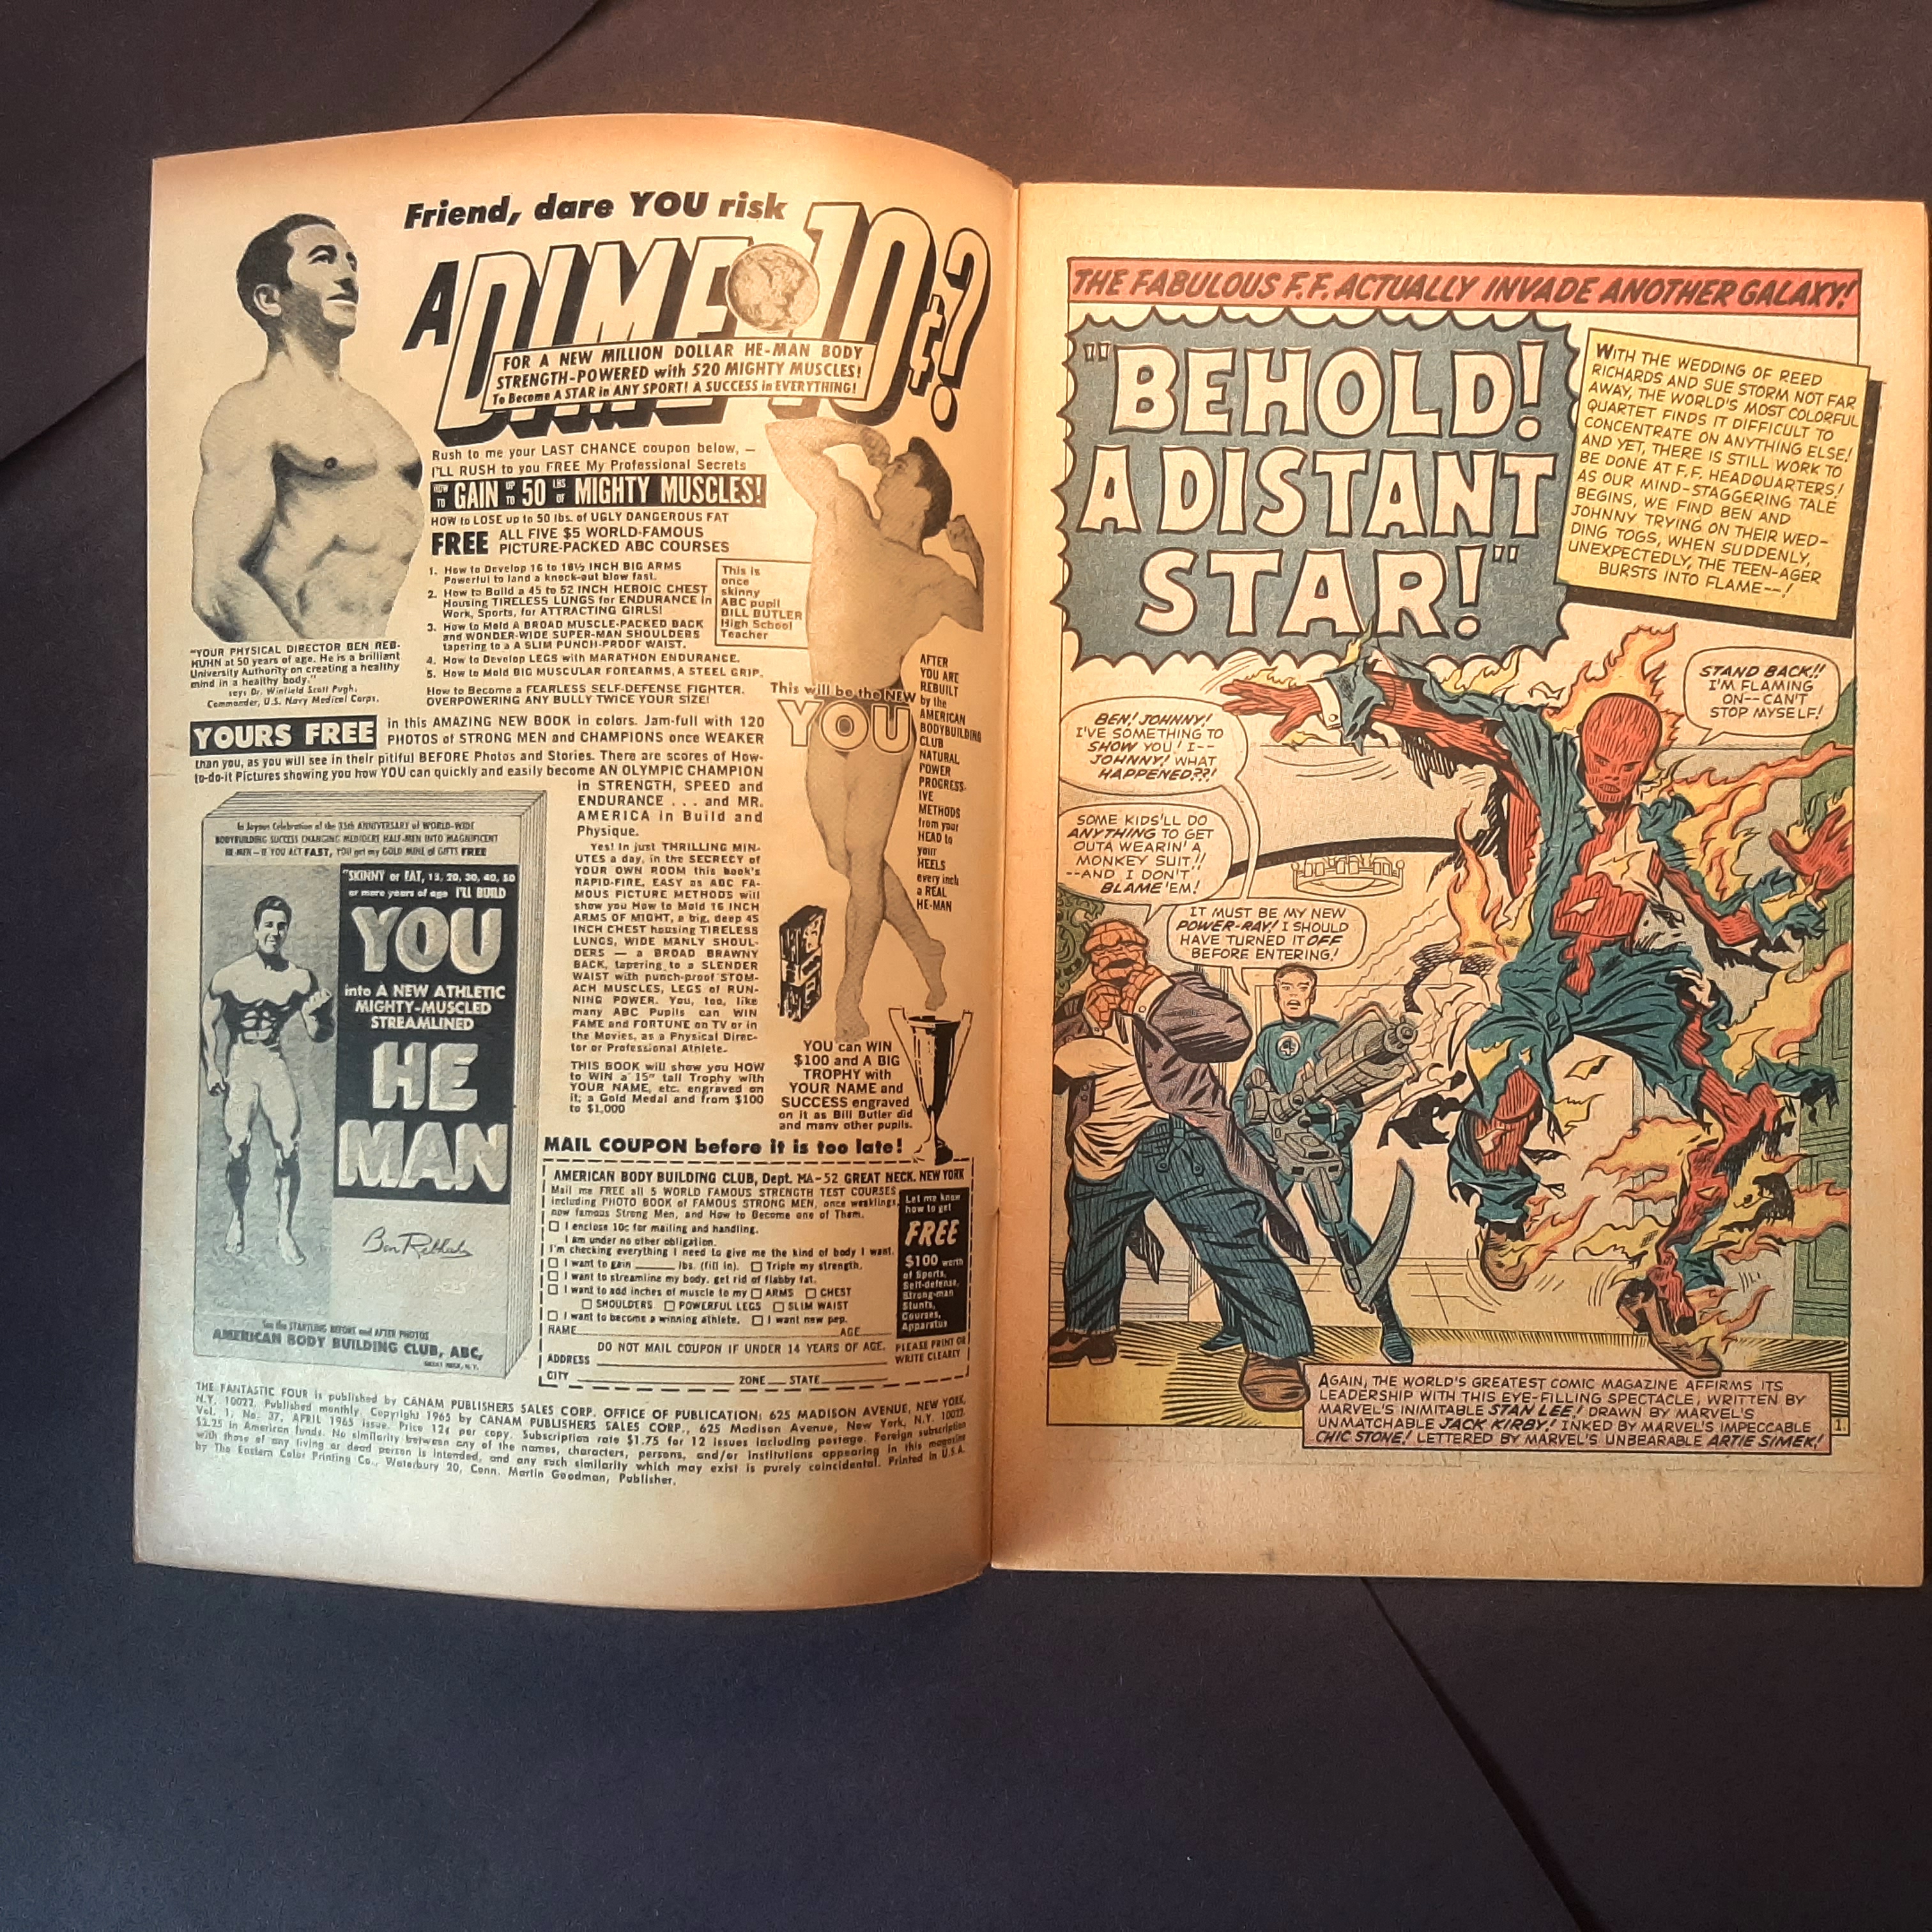 Friend, dare YOU risk
A DIME 10¢?
FOR A NEW MILLION DOLLAR HE-MAN BODY
STRENGTH-POWERED with 520 MIGHTY MUSCLES!
To Become A STAR in ANY SPORT! A SUCCESS in EVERYTHING!
Rush to me your LAST CHANCE coupon below, —
I'LL RUSH to you FREE My Professional Secrets
HOW TO GAIN UP TO 50 LBS OF MIGHTY MUSCLES!
HOW to LOSE up to 50 lbs. of UGLY DANGEROUS FAT
FREE ALL FIVE $5 WORLD-FAMOUS
PICTURE-PACKED ABC COURSES
1. How to Develop 16 to 18½ INCH BIG ARMS
Powerful to land a knock-out blow fast.
2. How to Build a 45 to 52 INCH HEROIC CHEST
Housing TIRELESS LUNGS for ENDURANCE in
Work, Sports, for ATTRACTING GIRLS!
3. How to Mold A BROAD MUSCLE-PACKED BACK
and WONDER-WIDE SUPER-MAN SHOULDERS
tapering to a A SLIM PUNCH-PROOF WAIST.
4. How to Develop LEGS with MARATHON ENDURANCE.
5. How to Mold BIG MUSCULAR FOREARMS, A STEEL GRIP.
How to Become a FEARLESS SELF-DEFENSE FIGHTER.
OVERPOWERING ANY BULLY TWICE YOUR SIZE!
This is
once
skinny
ABC pupil
BILL BUTLER
High School
Teacher
"YOUR PHYSICAL DIRECTOR BEN REB-
HUHN at 50 years of age. He is a brilliant
University Authority on creating a healthy
mind in a healthy body."
says Dr. Winfield Scott Pugh,
Commander, U.S. Navy Medical Corps.
This will be the NEW
YOU
AFTER
YOU ARE
REBUILT
by the
AMERICAN
BODYBUILDING
CLUB
NATURAL
POWER
PROGRESS-
IVE
METHODS
from your
HEAD to
your
HEELS
every inch
a REAL
HE-MAN
YOURS FREE in this AMAZING NEW BOOK in colors. Jam-full with 120
PHOTOS of STRONG MEN and CHAMPIONS once WEAKER
than you, as you will see in their pitiful BEFORE Photos and Stories. There are scores of How-
to-do-it Pictures showing you how YOU can quickly and easily become AN OLYMPIC CHAMPION
in STRENGTH, SPEED and
ENDURANCE . . . and MR.
AMERICA in Build and
Physique.
Yes! In just THRILLING MIN-
UTES a day, in the SECRECY of
YOUR OWN ROOM this book's
RAPID-FIRE, EASY as ABC FA-
MOUS PICTURE METHODS will
show you How to Mold 16 INCH
ARMS OF MIGHT, a big, deep 45
INCH CHEST housing TIRELESS
LUNGS, WIDE MANLY SHOUL-
DERS — a BROAD BRAWNY
BACK, tapering to a SLENDER
WAIST with punch-proof STOM-
ACH MUSCLES, LEGS of RUN-
NING POWER. You, too, like
many ABC Pupils can WIN
FAME and FORTUNE on TV or in
the Movies, as a Physical Direc-
tor or Professional Athlete.
THIS BOOK will show you HOW
to WIN a 15" tall Trophy with
YOUR NAME, etc. engraved on
it; a Gold Medal and from $100
to $1,000
In Joyous Celebration of the 35th ANNIVERSARY of WORLD-WIDE
BODYBUILDING SUCCESS CHANGING MEDIOCRE HALF-MEN INTO MAGNIFICENT
HE-MEN — IF YOU ACT FAST, YOU get my GOLD MINE of GIFTS FREE
"SKINNY or FAT, 15, 20, 30, 40, 50
or more years of age I'LL BUILD
YOU
into A NEW ATHLETIC
MIGHTY-MUSCLED
STREAMLINED
HE
MAN
Ben Rebhuhn
See the STARTLING BEFORE and AFTER PHOTOS
AMERICAN BODY BUILDING CLUB, ABC,
GREAT NECK, N.Y.
YOU can WIN
$100 and A BIG
TROPHY with
YOUR NAME and
SUCCESS engraved
on it as Bill Butler did
and many other pupils.
MAIL COUPON before it is too late!
AMERICAN BODY BUILDING CLUB, Dept. MA-52 GREAT NECK, NEW YORK
Mail me FREE all 5 WORLD FAMOUS STRENGTH TEST COURSES
including PHOTO BOOK of FAMOUS STRONG MEN, once weaklings,
now famous Strong Men, and How to Become one of Them.
I enclose 10c for mailing and handling.
I am under no other obligation.
I'm checking everything I need to give me the kind of body I want.
I want to gain ______ lbs. (fill in). Triple my strength.
I want to streamline my body, get rid of flabby fat.
I want to add inches of muscle to my ARMS CHEST
SHOULDERS POWERFUL LEGS SLIM WAIST
I want to become a winning athlete. I want new pep.
NAME AGE
DO NOT MAIL COUPON IF UNDER 14 YEARS OF AGE.
ADDRESS
CITY ZONE STATE
Let me know
how to get
FREE
$100 worth
of Sports,
Self-defense,
Strong-man
Stunts,
Courses,
Apparatus
PLEASE PRINT OR
WRITE CLEARLY
THE FANTASTIC FOUR is published by CANAM PUBLISHERS SALES CORP. OFFICE OF PUBLICATION: 625 MADISON AVENUE, NEW YORK,
N.Y. 10022. Published monthly. Copyright 1965 by CANAM PUBLISHERS SALES CORP., 625 Madison Avenue, New York, N.Y. 10022.
Vol. 1, No. 37, APRIL 1965 issue. Price 12¢ per copy. Subscription rate $1.75 for 12 issues including postage. Foreign subscription
$3.25 in American funds. No similarity between any of the names, characters, persons, and/or institutions appearing in this magazine
with those of any living or dead person is intended, and any such similarity which may exist is purely coincidental. Printed in U.S.A.
by The Eastern Color Printing Co., Waterbury 20, Conn. Martin Goodman, Publisher.
THE FABULOUS F.F. ACTUALLY INVADE ANOTHER GALAXY!
"BEHOLD!
A DISTANT
STAR!"
WITH THE WEDDING OF REED
RICHARDS AND SUE STORM NOT FAR
AWAY, THE WORLD'S MOST COLORFUL
QUARTET FINDS IT DIFFICULT TO
CONCENTRATE ON ANYTHING ELSE!
AND YET, THERE IS STILL WORK TO
BE DONE AT F.F. HEADQUARTERS!
AS OUR MIND-STAGGERING TALE
BEGINS, WE FIND BEN AND
JOHNNY TRYING ON THEIR WED-
DING TOGS, WHEN SUDDENLY,
UNEXPECTEDLY, THE TEEN-AGER
BURSTS INTO FLAME--!
STAND BACK!!
I'M FLAMING
ON-- CAN'T
STOP MYSELF!
BEN! JOHNNY!
I'VE SOMETHING TO
SHOW YOU! I--
JOHNNY! WHAT
HAPPENED??!
SOME KIDS'LL DO
ANYTHING TO GET
OUTA WEARIN' A
MONKEY SUIT!!
--AND I DON'T
BLAME 'EM!
IT MUST BE MY NEW
POWER-RAY! I SHOULD
HAVE TURNED IT OFF
BEFORE ENTERING!
4
AGAIN, THE WORLD'S GREATEST COMIC MAGAZINE AFFIRMS ITS
LEADERSHIP WITH THIS EYE-FILLING SPECTACLE, WRITTEN BY
MARVEL'S INIMITABLE STAN LEE! DRAWN BY MARVEL'S
UNMATCHABLE JACK KIRBY! INKED BY MARVEL'S IMPECCABLE
CHIC STONE! LETTERED BY MARVEL'S UNBEARABLE ARTIE SIMEK!
1